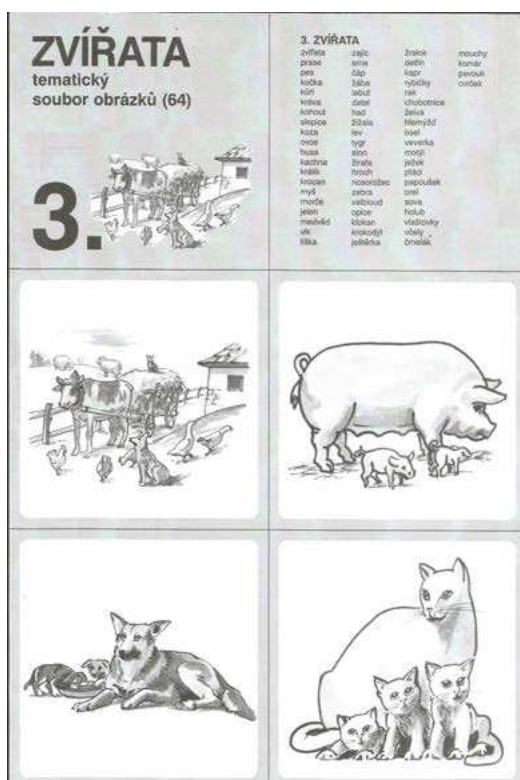 ZVÍŘATA
tematický
soubor obrázků (64)
3.
3. ZVÍŘATA
zvířata
prase
pes
kočka
kůň
kráva
kohout
slepice
koza
ovce
husa
kachna
králík
krocan
myš
morče
jelen
medvěd
vlk
liška
zajíc
srna
čáp
žába
labuť
datel
had
žížala
lev
tygr
slon
žirafa
hroch
nosorožec
zebra
velbloud
opice
klokan
krokodýl
ještěrka
žralok
delfín
kapr
rybičky
rak
chobotnice
želva
hlemýžď
osel
veverka
motýl
ježek
ptáci
papoušek
orel
sova
holub
vlaštovky
včely
čmelák
mouchy
komár
pavouk
cvrček